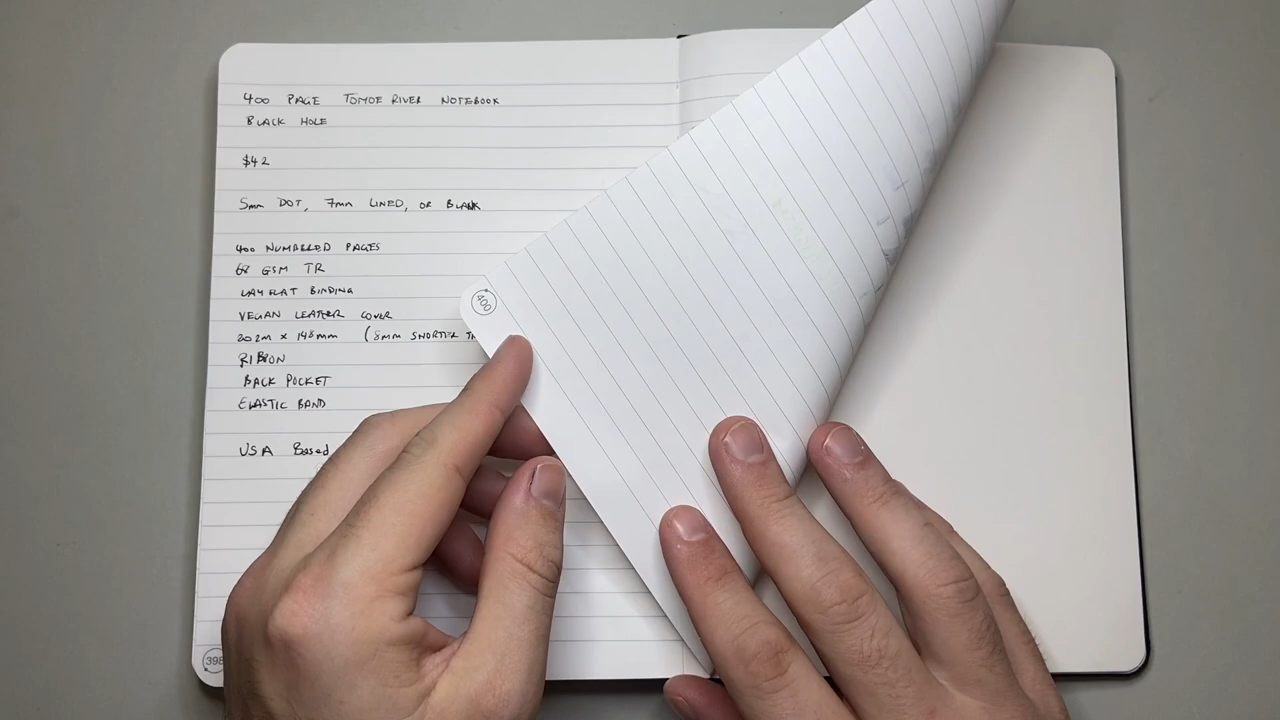 400 PAGE TOMOE RIVER NOTEBOOK
BLACK HOLE
$42
5mm DOT, 7mm LINED, OR BLANK
400 NUMBERED PAGES
68 GSM TR
LAY FLAT BINDING
VEGAN LEATHER COVER
202m x 148mm (8mm SHORTER
RIBBON
BACK POCKET
ELASTIC BAND
USA Based
398
400